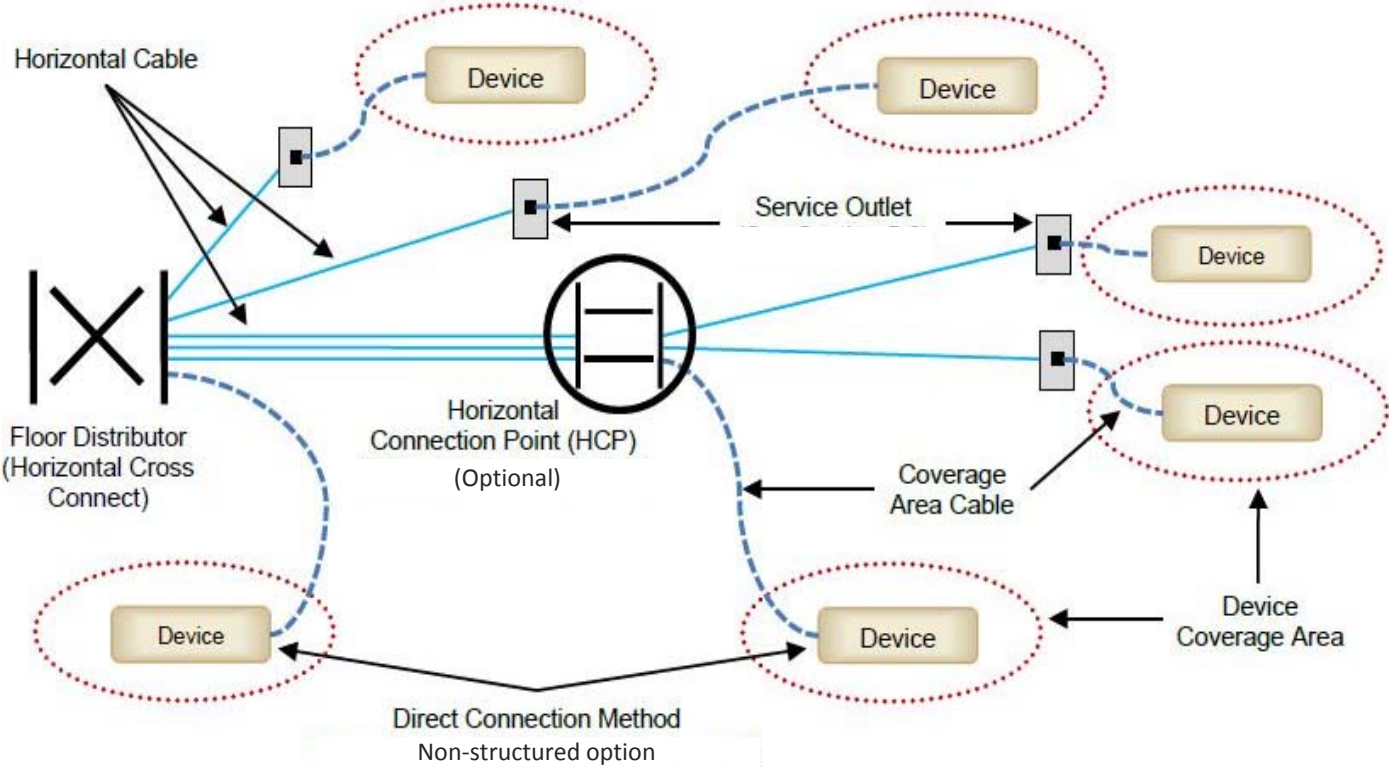 Horizontal Cable
Device
Device
Service Outlet
Device
Horizontal
Connection Point (HCP)
(Optional)
Floor Distributor
(Horizontal Cross
Connect)
Device
Coverage
Area Cable
Device
Device
Device
Coverage Area
Direct Connection Method
Non-structured option